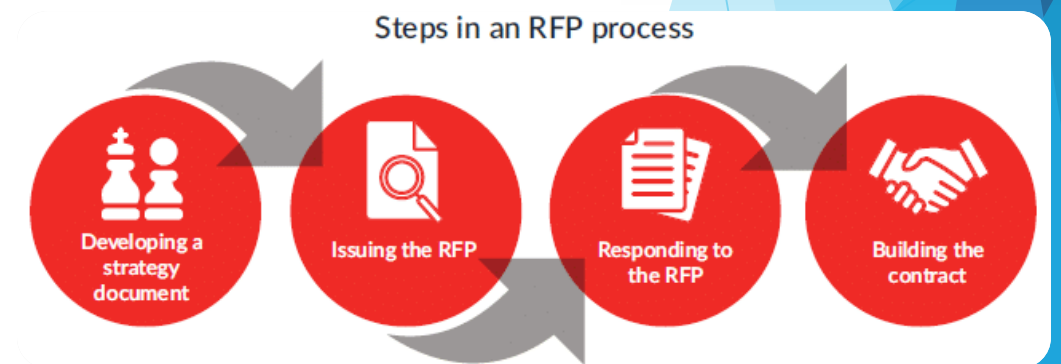 Steps in an RFP process
Developing a
strategy
document
Issuing the RFP
Responding to
the RFP
Building the
contract